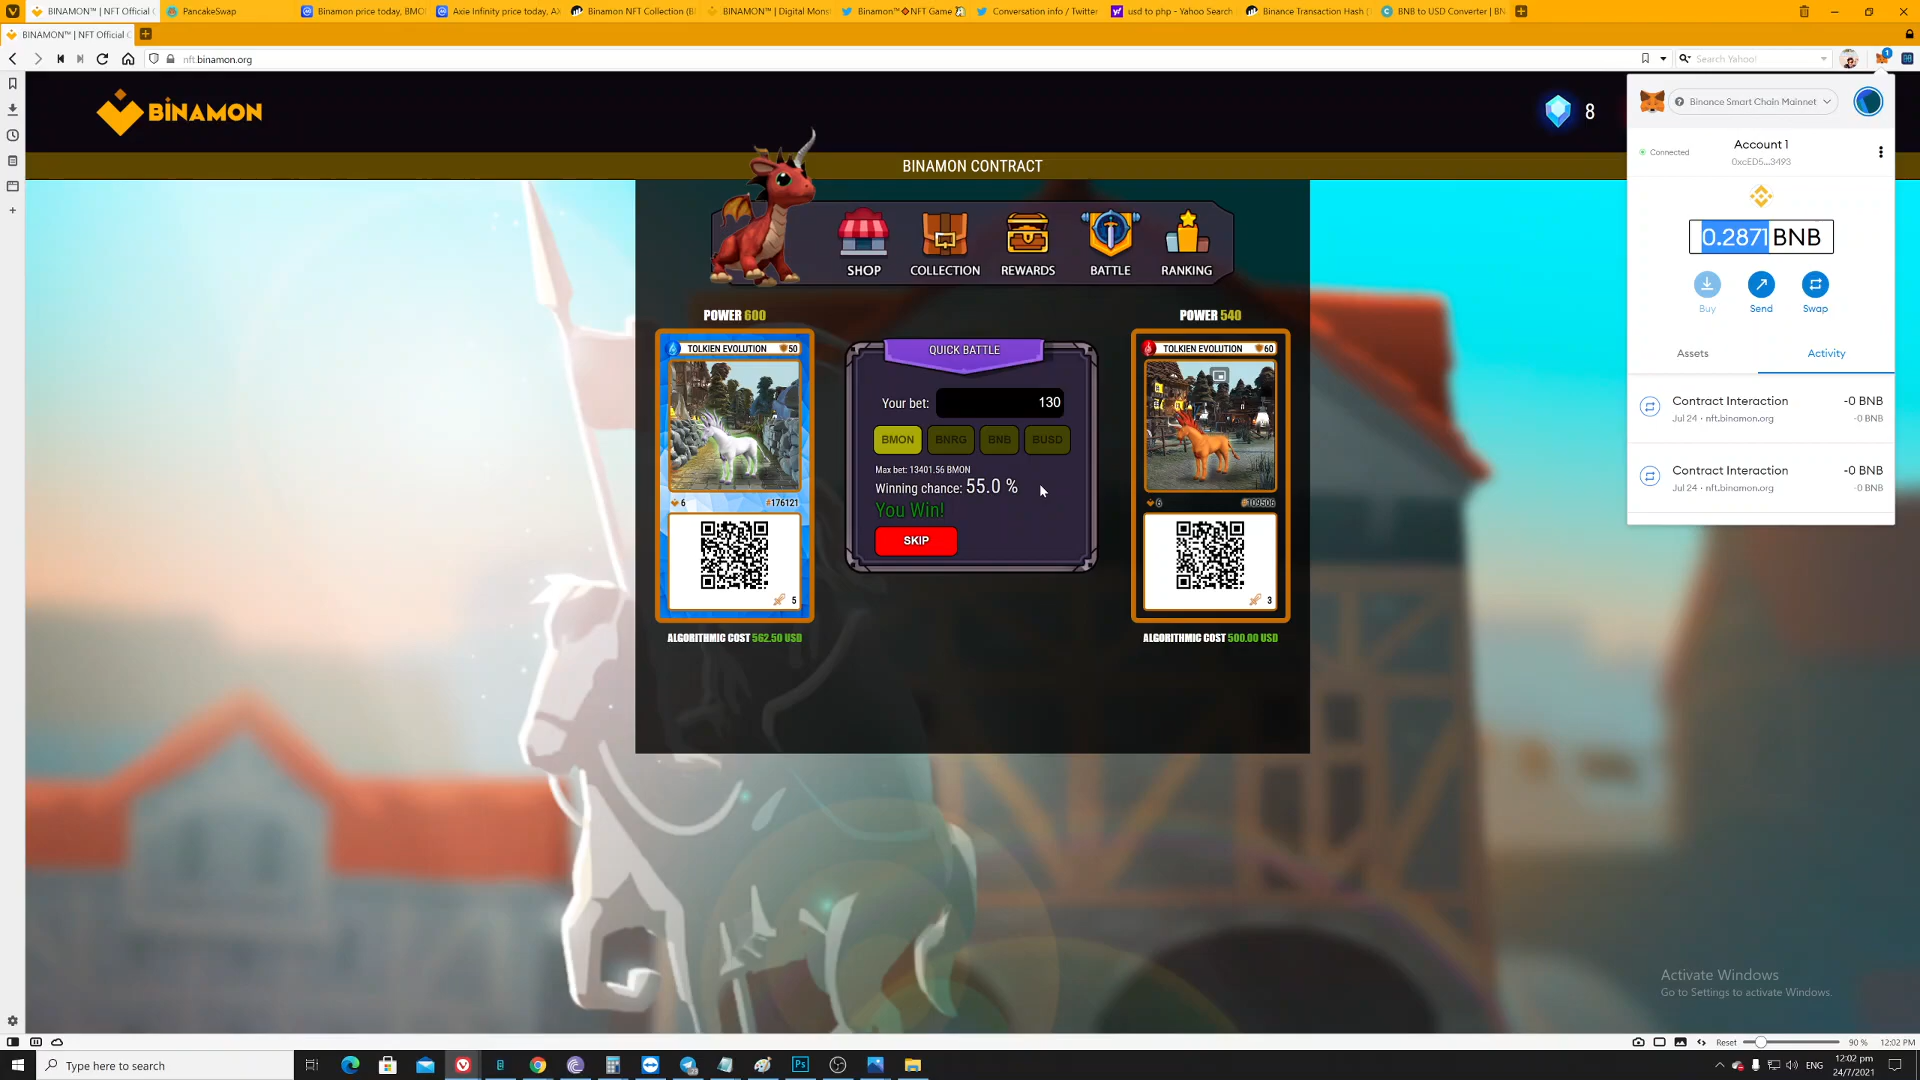 BINAMON™ | NFT Official C
PancakeSwap
Binamon price today, BMO
Axie Infinity price today, AX
Binamon NFT Collection (B
BINAMON™ | Digital Mons
Binamon™ NFT Game
Conversation info / Twitter
usd to php - Yahoo Search
Binance Transaction Hash
BNB to USD Converter | BN
BINAMON™ | NFT Official C
nft.binamon.org
Search Yahoo!
1
BINAMON
8
BINAMON CONTRACT
SHOP
COLLECTION
REWARDS
BATTLE
RANKING
POWER 600
TOLKIEN EVOLUTION 50
6
#176121
5
ALGORITHMIC COST 562.50 USD
QUICK BATTLE
Your bet: 130
BMON
BNRG
BNB
BUSD
Max bet: 13401.56 BMON
Winning chance: 55.0 %
You Win!
SKIP
POWER 540
TOLKIEN EVOLUTION 60
6
#109506
3
ALGORITHMIC COST 500.00 USD
Binance Smart Chain Mainnet
Connected
Account 1
0xcED5...3493
0.2871 BNB
Buy
Send
Swap
Assets
Activity
Contract Interaction -0 BNB
Jul 24 • nft.binamon.org -0 BNB
Contract Interaction -0 BNB
Jul 24 • nft.binamon.org -0 BNB
Activate Windows
Go to Settings to activate Windows.
Reset
90 %
12:02 PM
Type here to search
ENG
12:02 pm
24/7/2021